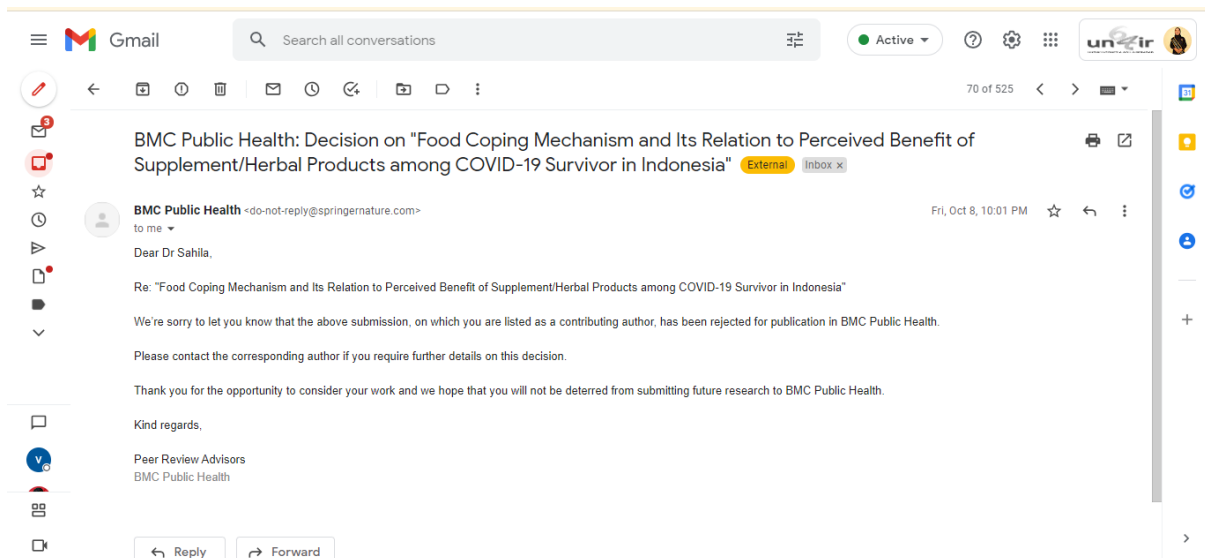 Gmail
Search all conversations
Active
70 of 525
31
3
BMC Public Health: Decision on "Food Coping Mechanism and Its Relation to Perceived Benefit of
Supplement/Herbal Products among COVID-19 Survivor in Indonesia" External Inbox x
BMC Public Health <do-not-reply@springernature.com>
Fri, Oct 8, 10:01 PM
to me
Dear Dr Sahila,
Re: "Food Coping Mechanism and Its Relation to Perceived Benefit of Supplement/Herbal Products among COVID-19 Survivor in Indonesia"
We're sorry to let you know that the above submission, on which you are listed as a contributing author, has been rejected for publication in BMC Public Health.
Please contact the corresponding author if you require further details on this decision.
Thank you for the opportunity to consider your work and we hope that you will not be deterred from submitting future research to BMC Public Health.
Kind regards,
V
Peer Review Advisors
BMC Public Health
Reply Forward